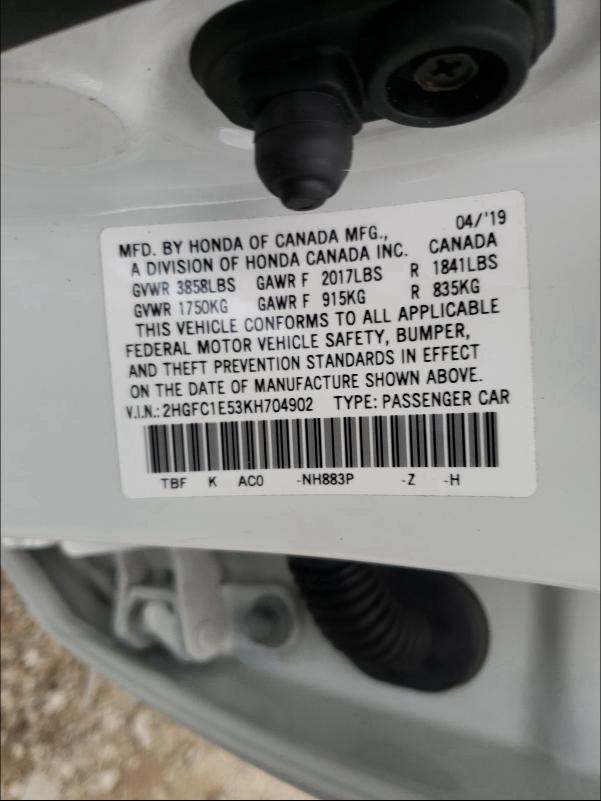 MFD. BY HONDA OF CANADA MFG., 04/'19
A DIVISION OF HONDA CANADA INC. CANADA
GVWR 3858LBS GAWR F 2017LBS R 1841LBS
GVWR 1750KG GAWR F 915KG R 835KG
THIS VEHICLE CONFORMS TO ALL APPLICABLE
FEDERAL MOTOR VEHICLE SAFETY, BUMPER,
AND THEFT PREVENTION STANDARDS IN EFFECT
ON THE DATE OF MANUFACTURE SHOWN ABOVE.
V.I.N.: 2HGFC1E53KH704902 TYPE: PASSENGER CAR
TBF K AC0 -NH883P -Z -H